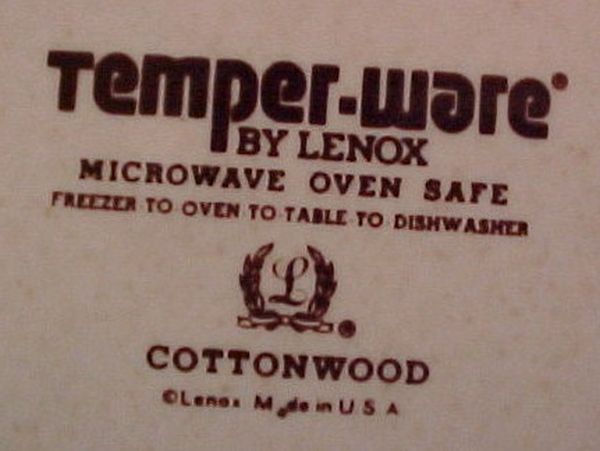 Temper-ware®
BY LENOX
MICROWAVE OVEN SAFE
FREEZER TO OVEN TO TABLE TO DISHWASHER
L ®
COTTONWOOD
©Lenox Made in U S A